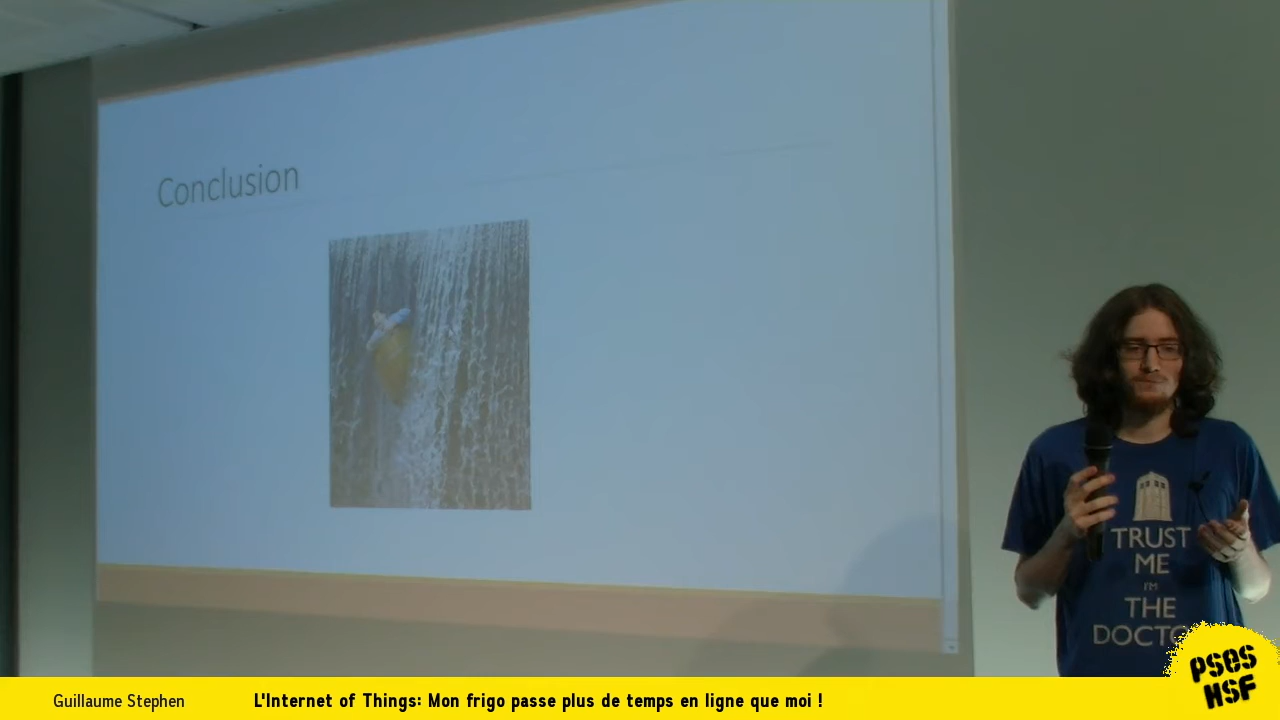 Conclusion
TRUST
ME
I'M
THE
DOCTO
PSES
HSF
Guillaume Stephen
L'Internet of Things: Mon frigo passe plus de temps en ligne que moi !